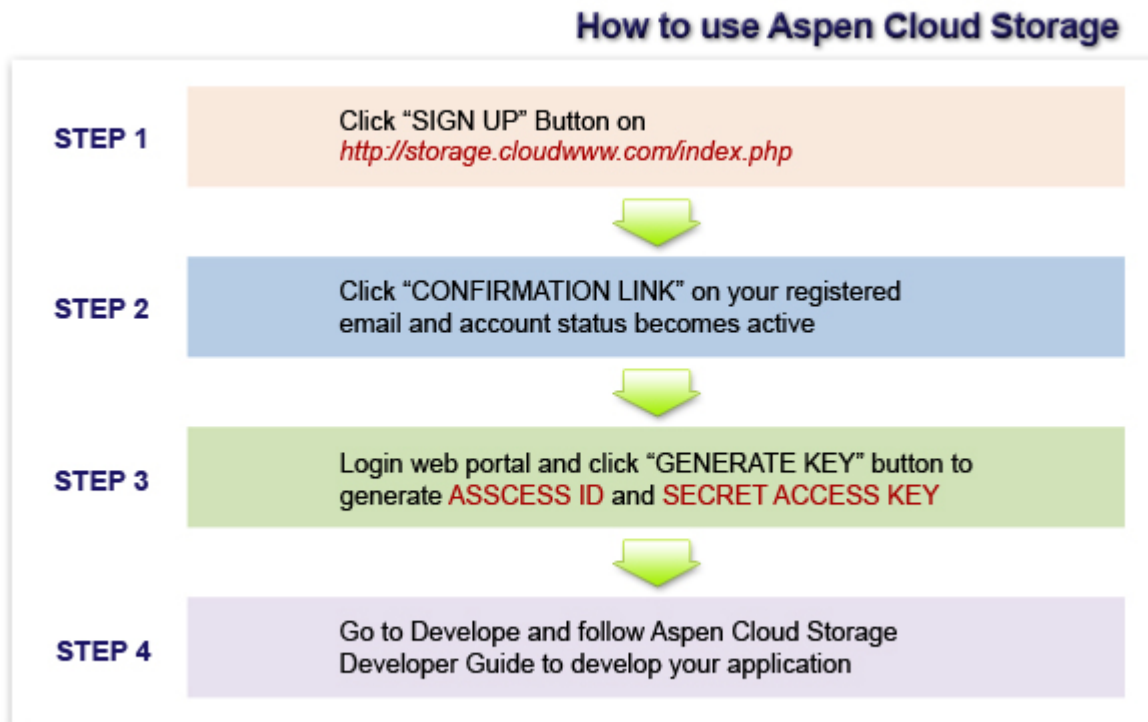 How to use Aspen Cloud Storage
STEP 1
Click “SIGN UP” Button on
http://storage.cloudwww.com/index.php
STEP 2
Click “CONFIRMATION LINK” on your registered
email and account status becomes active
STEP 3
Login web portal and click “GENERATE KEY” button to
generate ASSCESS ID and SECRET ACCESS KEY
STEP 4
Go to Develope and follow Aspen Cloud Storage
Developer Guide to develop your application